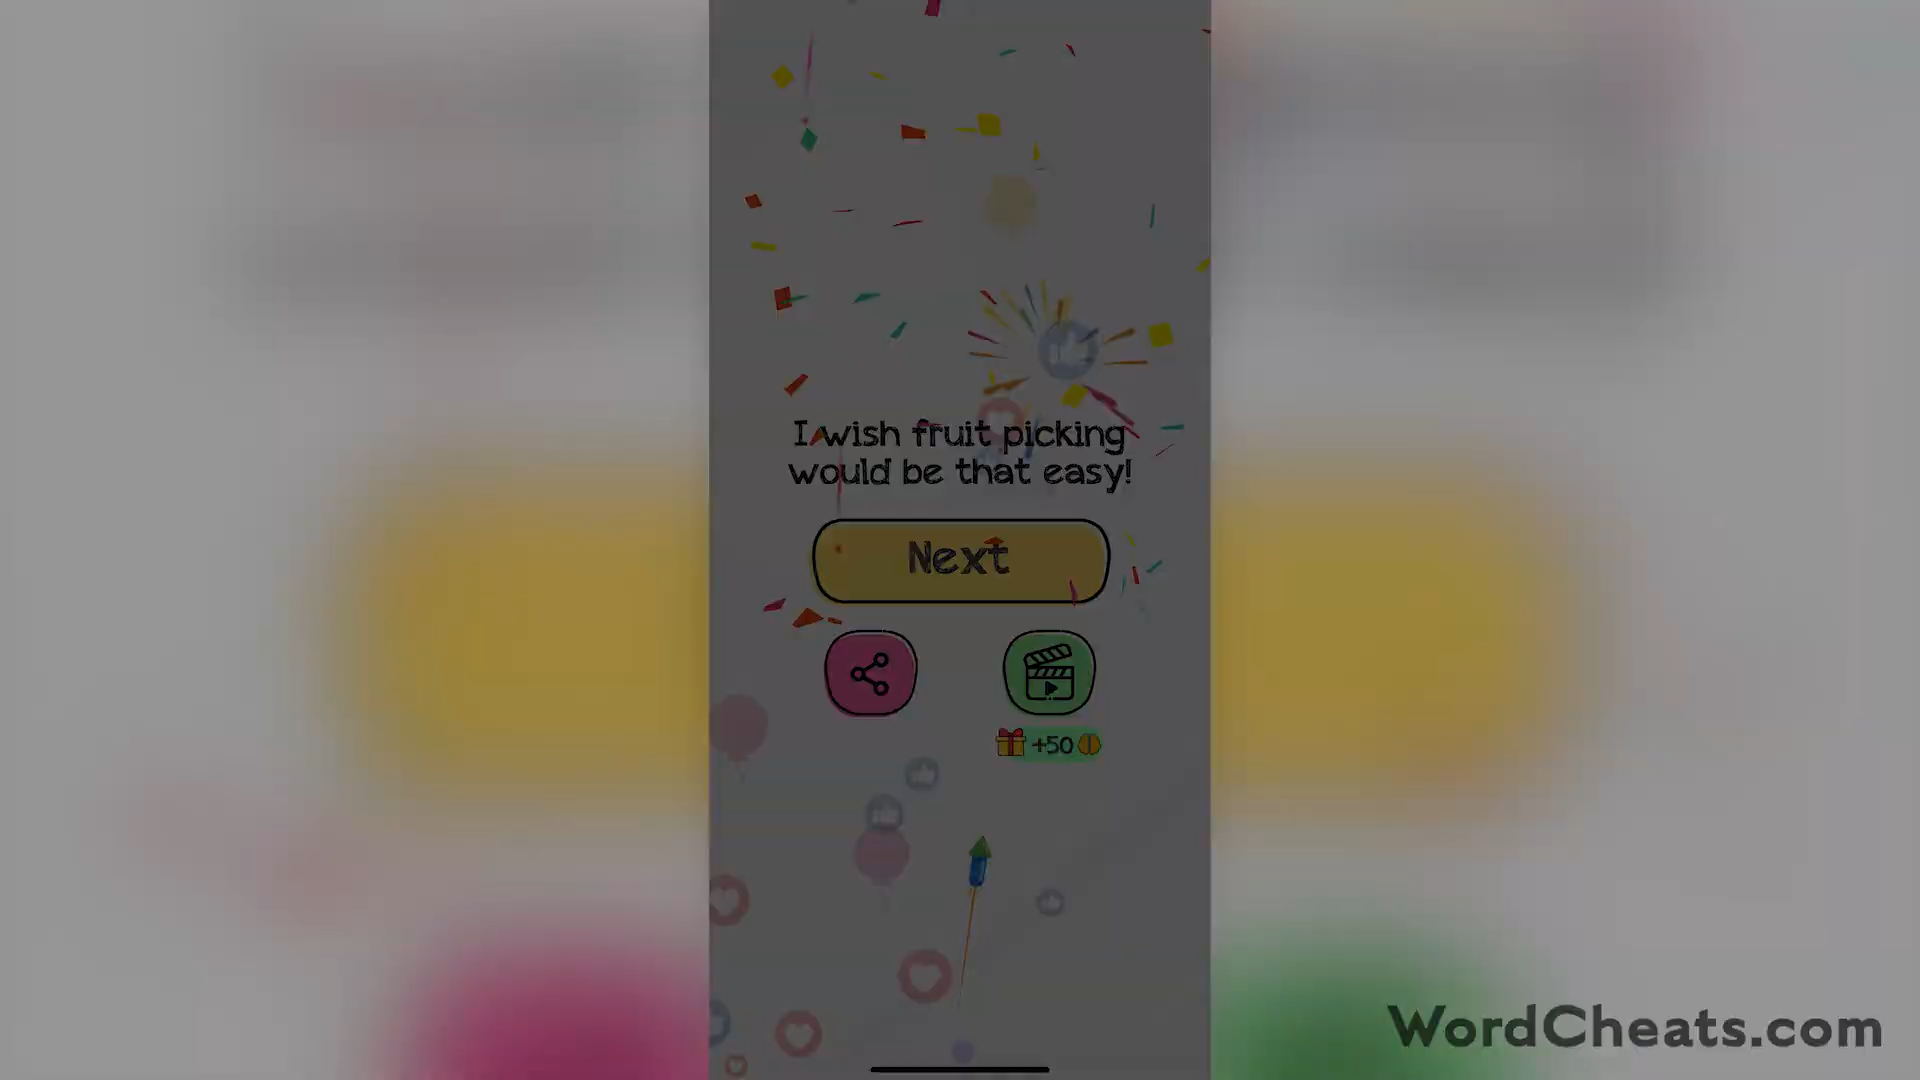 I wish fruit picking
would be that easy!
Next
+50
WordCheats.com